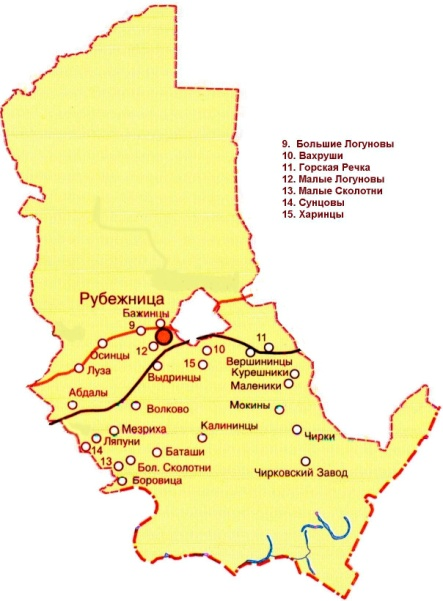 9. Большие Логуновы
10. Вахруши
11. Горская Речка
12. Малые Логуновы
13. Малые Сколотни
14. Сунцовы
15. Харинцы
Рубежница
Бажинцы
9
Осинцы
12
10
11
Вершининцы
Луза
Выдринцы
15
Курешники
Маленики
Абдалы
Волково
Мокины
Мезриха
Калининцы
Чирки
Ляпуни
14
Баташи
13
Бол. Сколотни
Чирковский Завод
Боровица